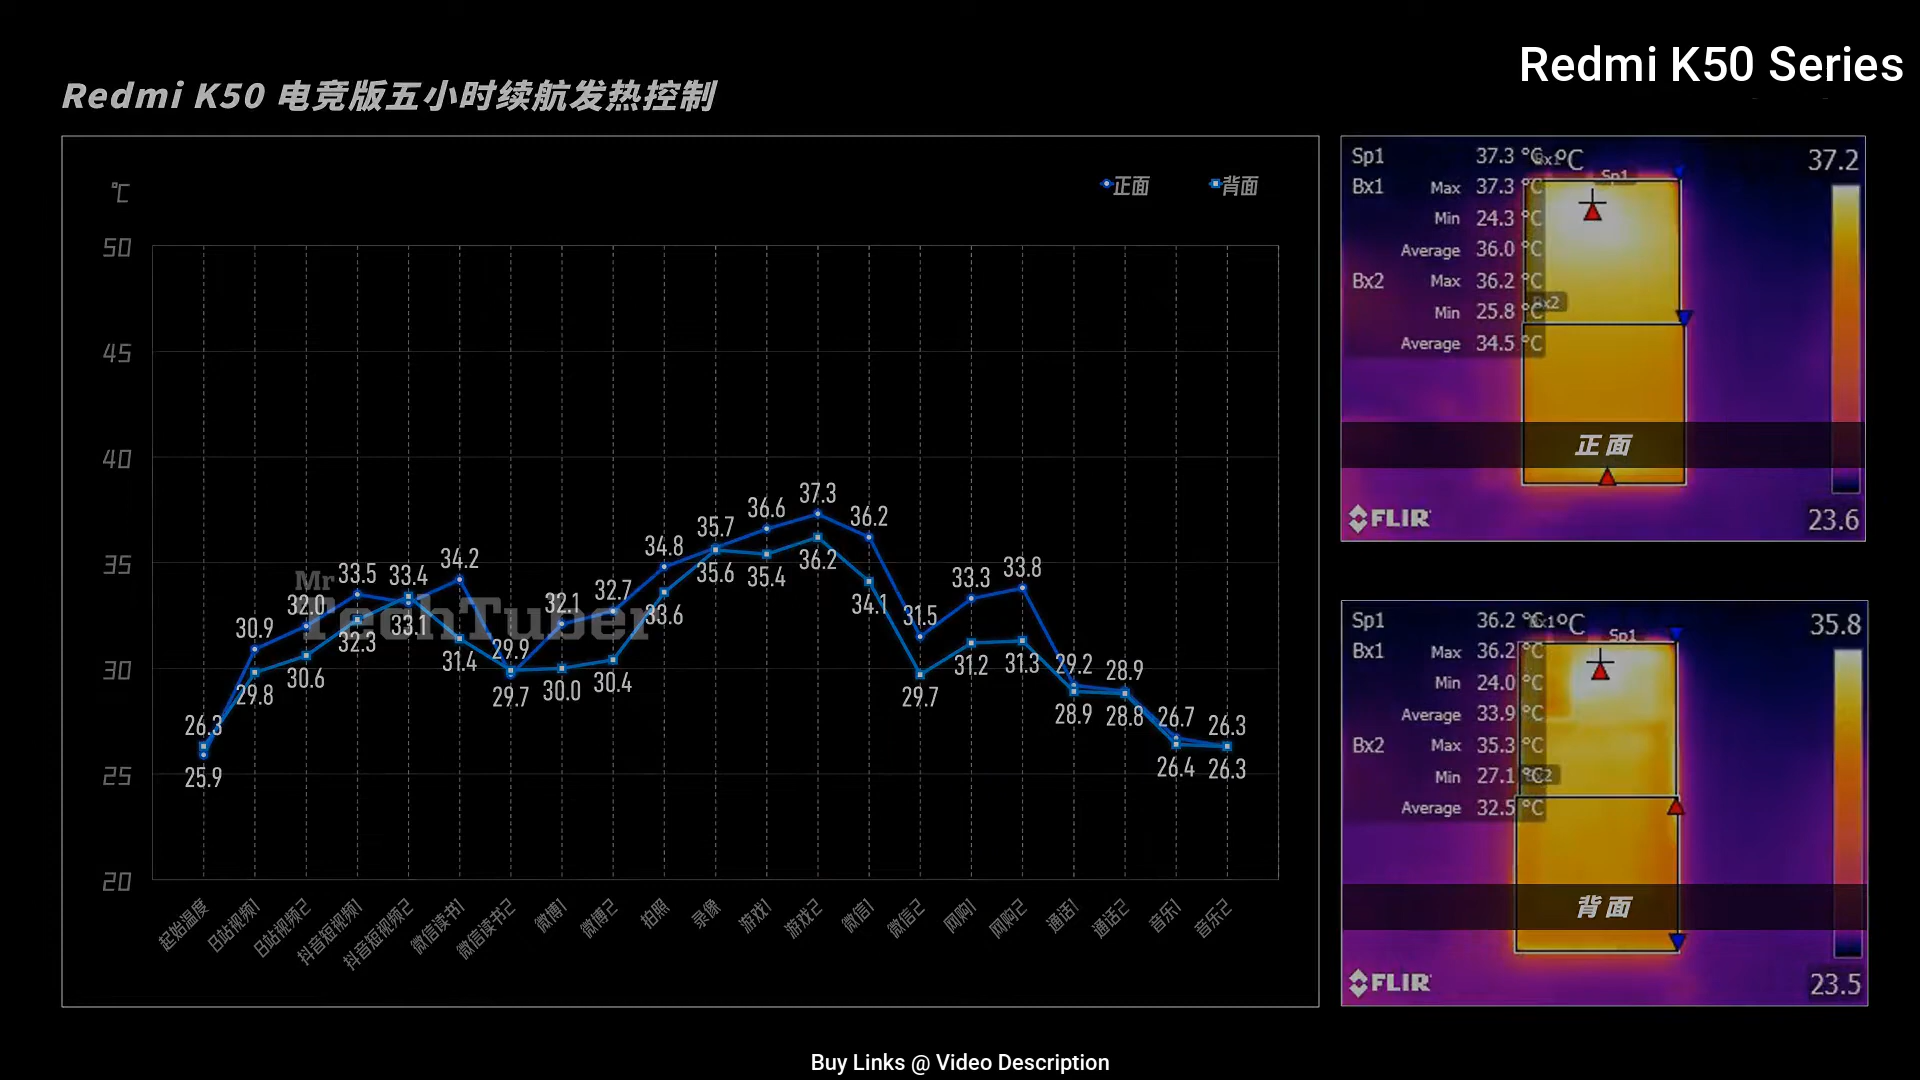 Redmi K50 Series
Redmi K50 电竞版五小时续航发热控制
℃
正面 背面
50
45
40
35
30
25
20
26.3 30.9 32.0 33.5 33.4 34.2 29.9 32.1 32.7 34.8 35.7 36.6 37.3 36.2 31.5 33.3 33.8 29.2 28.9 26.7 26.3
25.9 29.8 30.6 32.3 33.1 31.4 29.7 30.0 30.4 33.6 35.6 35.4 36.2 34.1 29.7 31.2 31.3 28.9 28.8 26.4 26.3
Mr
TechTuber
起始温度 B站视频1 B站视频2 抖音短视频1 抖音短视频2 微信读书1 微信读书2 微博1 微博2 拍照 录像 游戏1 游戏2 微信1 微信2 网购1 网购2 通话1 通话2 音乐1 音乐2
Sp1 37.3 °C Bx1 °C 37.2
Sp1
Bx1 Max 37.3 °C
Min 24.3 °C
Average 36.0 °C
Bx2 Max 36.2 °C
Bx2
Min 25.8 °C
Average 34.5 °C
正面
FLIR 23.6
Sp1 36.2 °C °C 35.8
Sp1
Bx1 Max 36.2 °C
Min 24.0 °C
Average 33.9 °C
Bx2 Max 35.3 °C
Min 27.1 °C
Average 32.5 °C
背面
FLIR 23.5
Buy Links @ Video Description